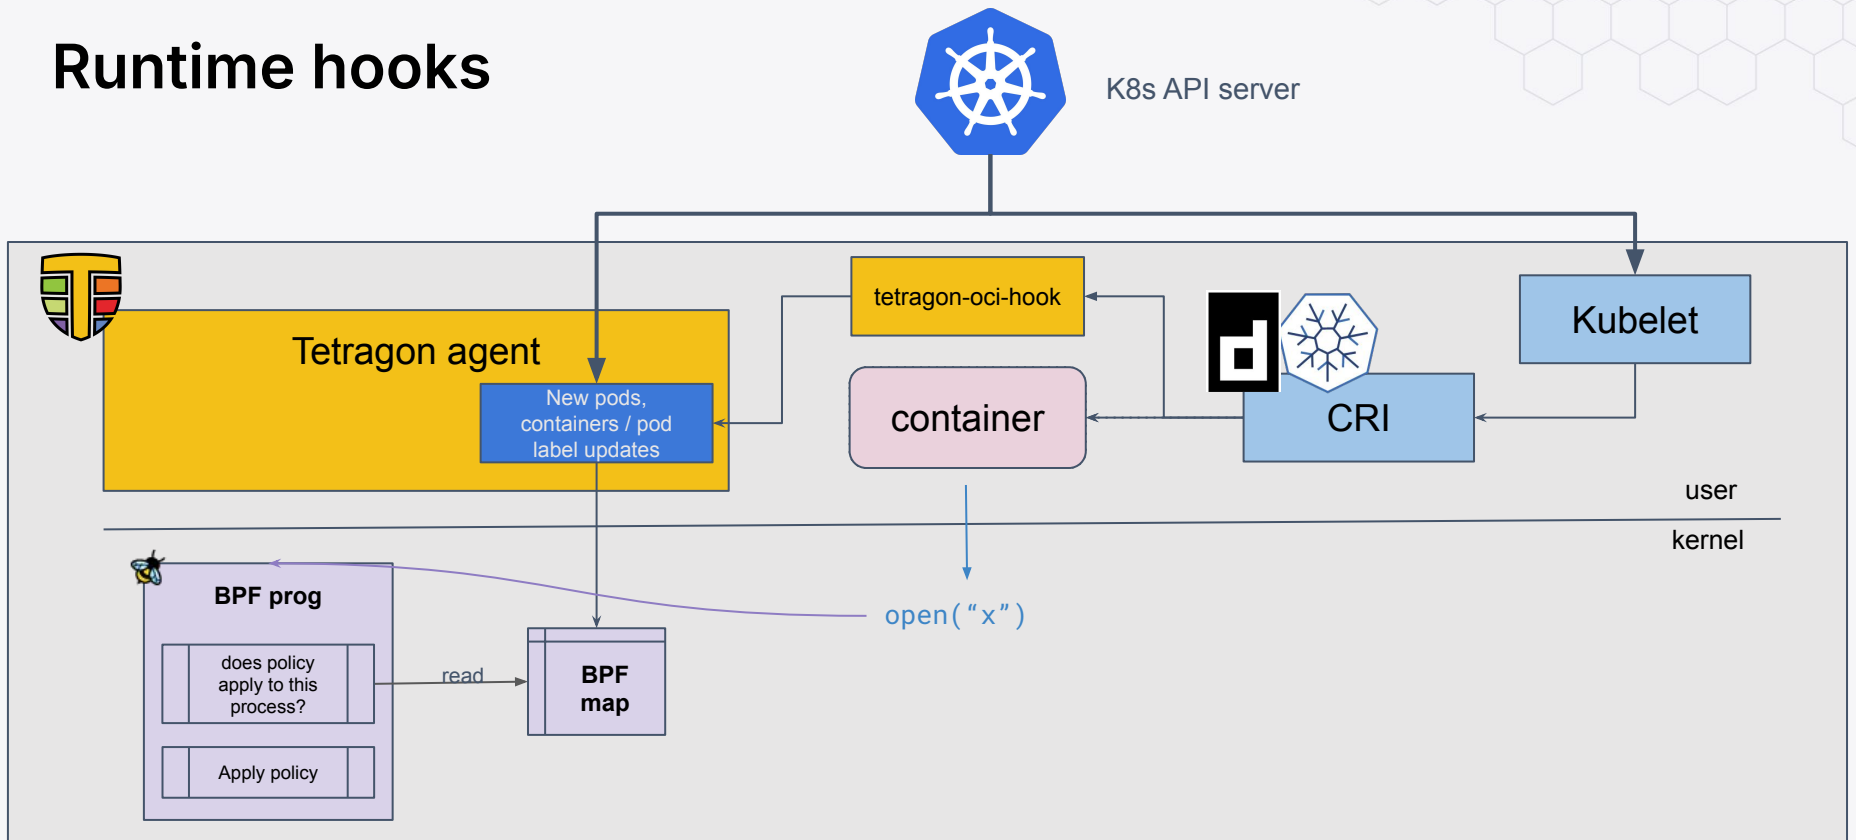 Runtime hooks
K8s API server
tetragon-oci-hook
Kubelet
Tetragon agent
New pods,
containers / pod
label updates
container
d
CRI
user
kernel
BPF prog
open(“x”)
does policy
apply to this
process?
read
BPF
map
Apply policy